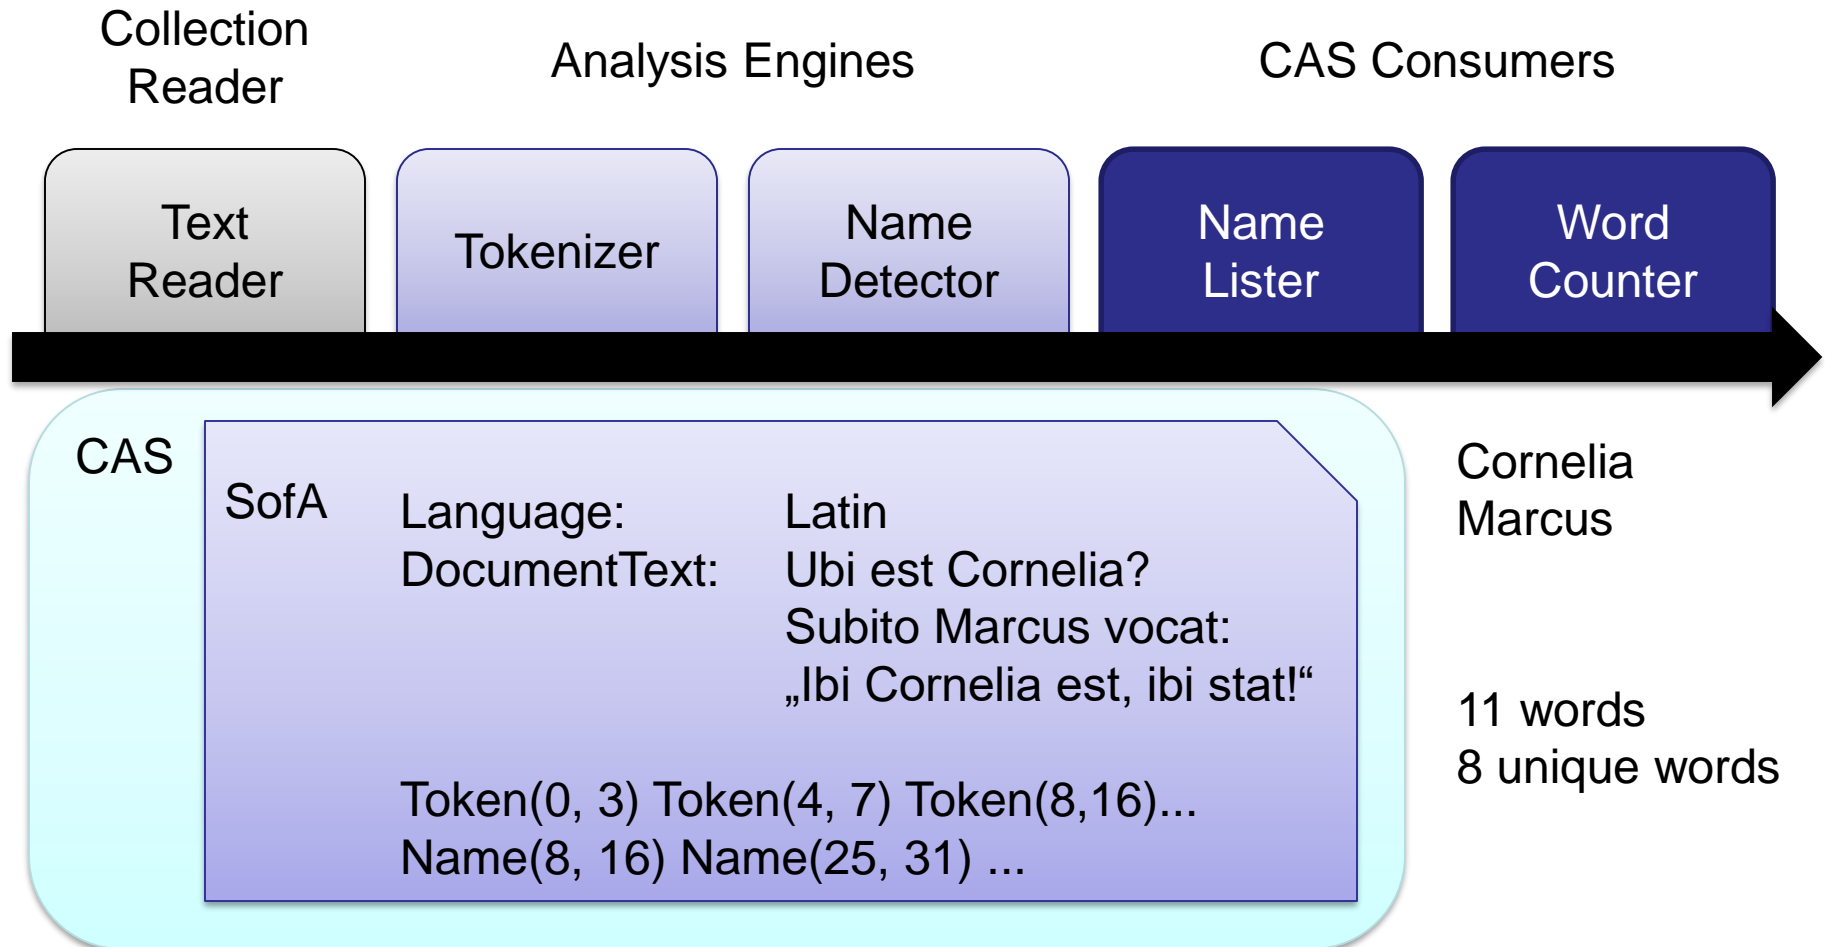 Collection
Reader
Analysis Engines
CAS Consumers
Text
Reader
Tokenizer
Name
Detector
Name
Lister
Word
Counter
CAS
SofA
Language: Latin
DocumentText: Ubi est Cornelia?
Subito Marcus vocat:
„Ibi Cornelia est, ibi stat!“
Token(0, 3) Token(4, 7) Token(8,16)...
Name(8, 16) Name(25, 31) ...
Cornelia
Marcus
11 words
8 unique words